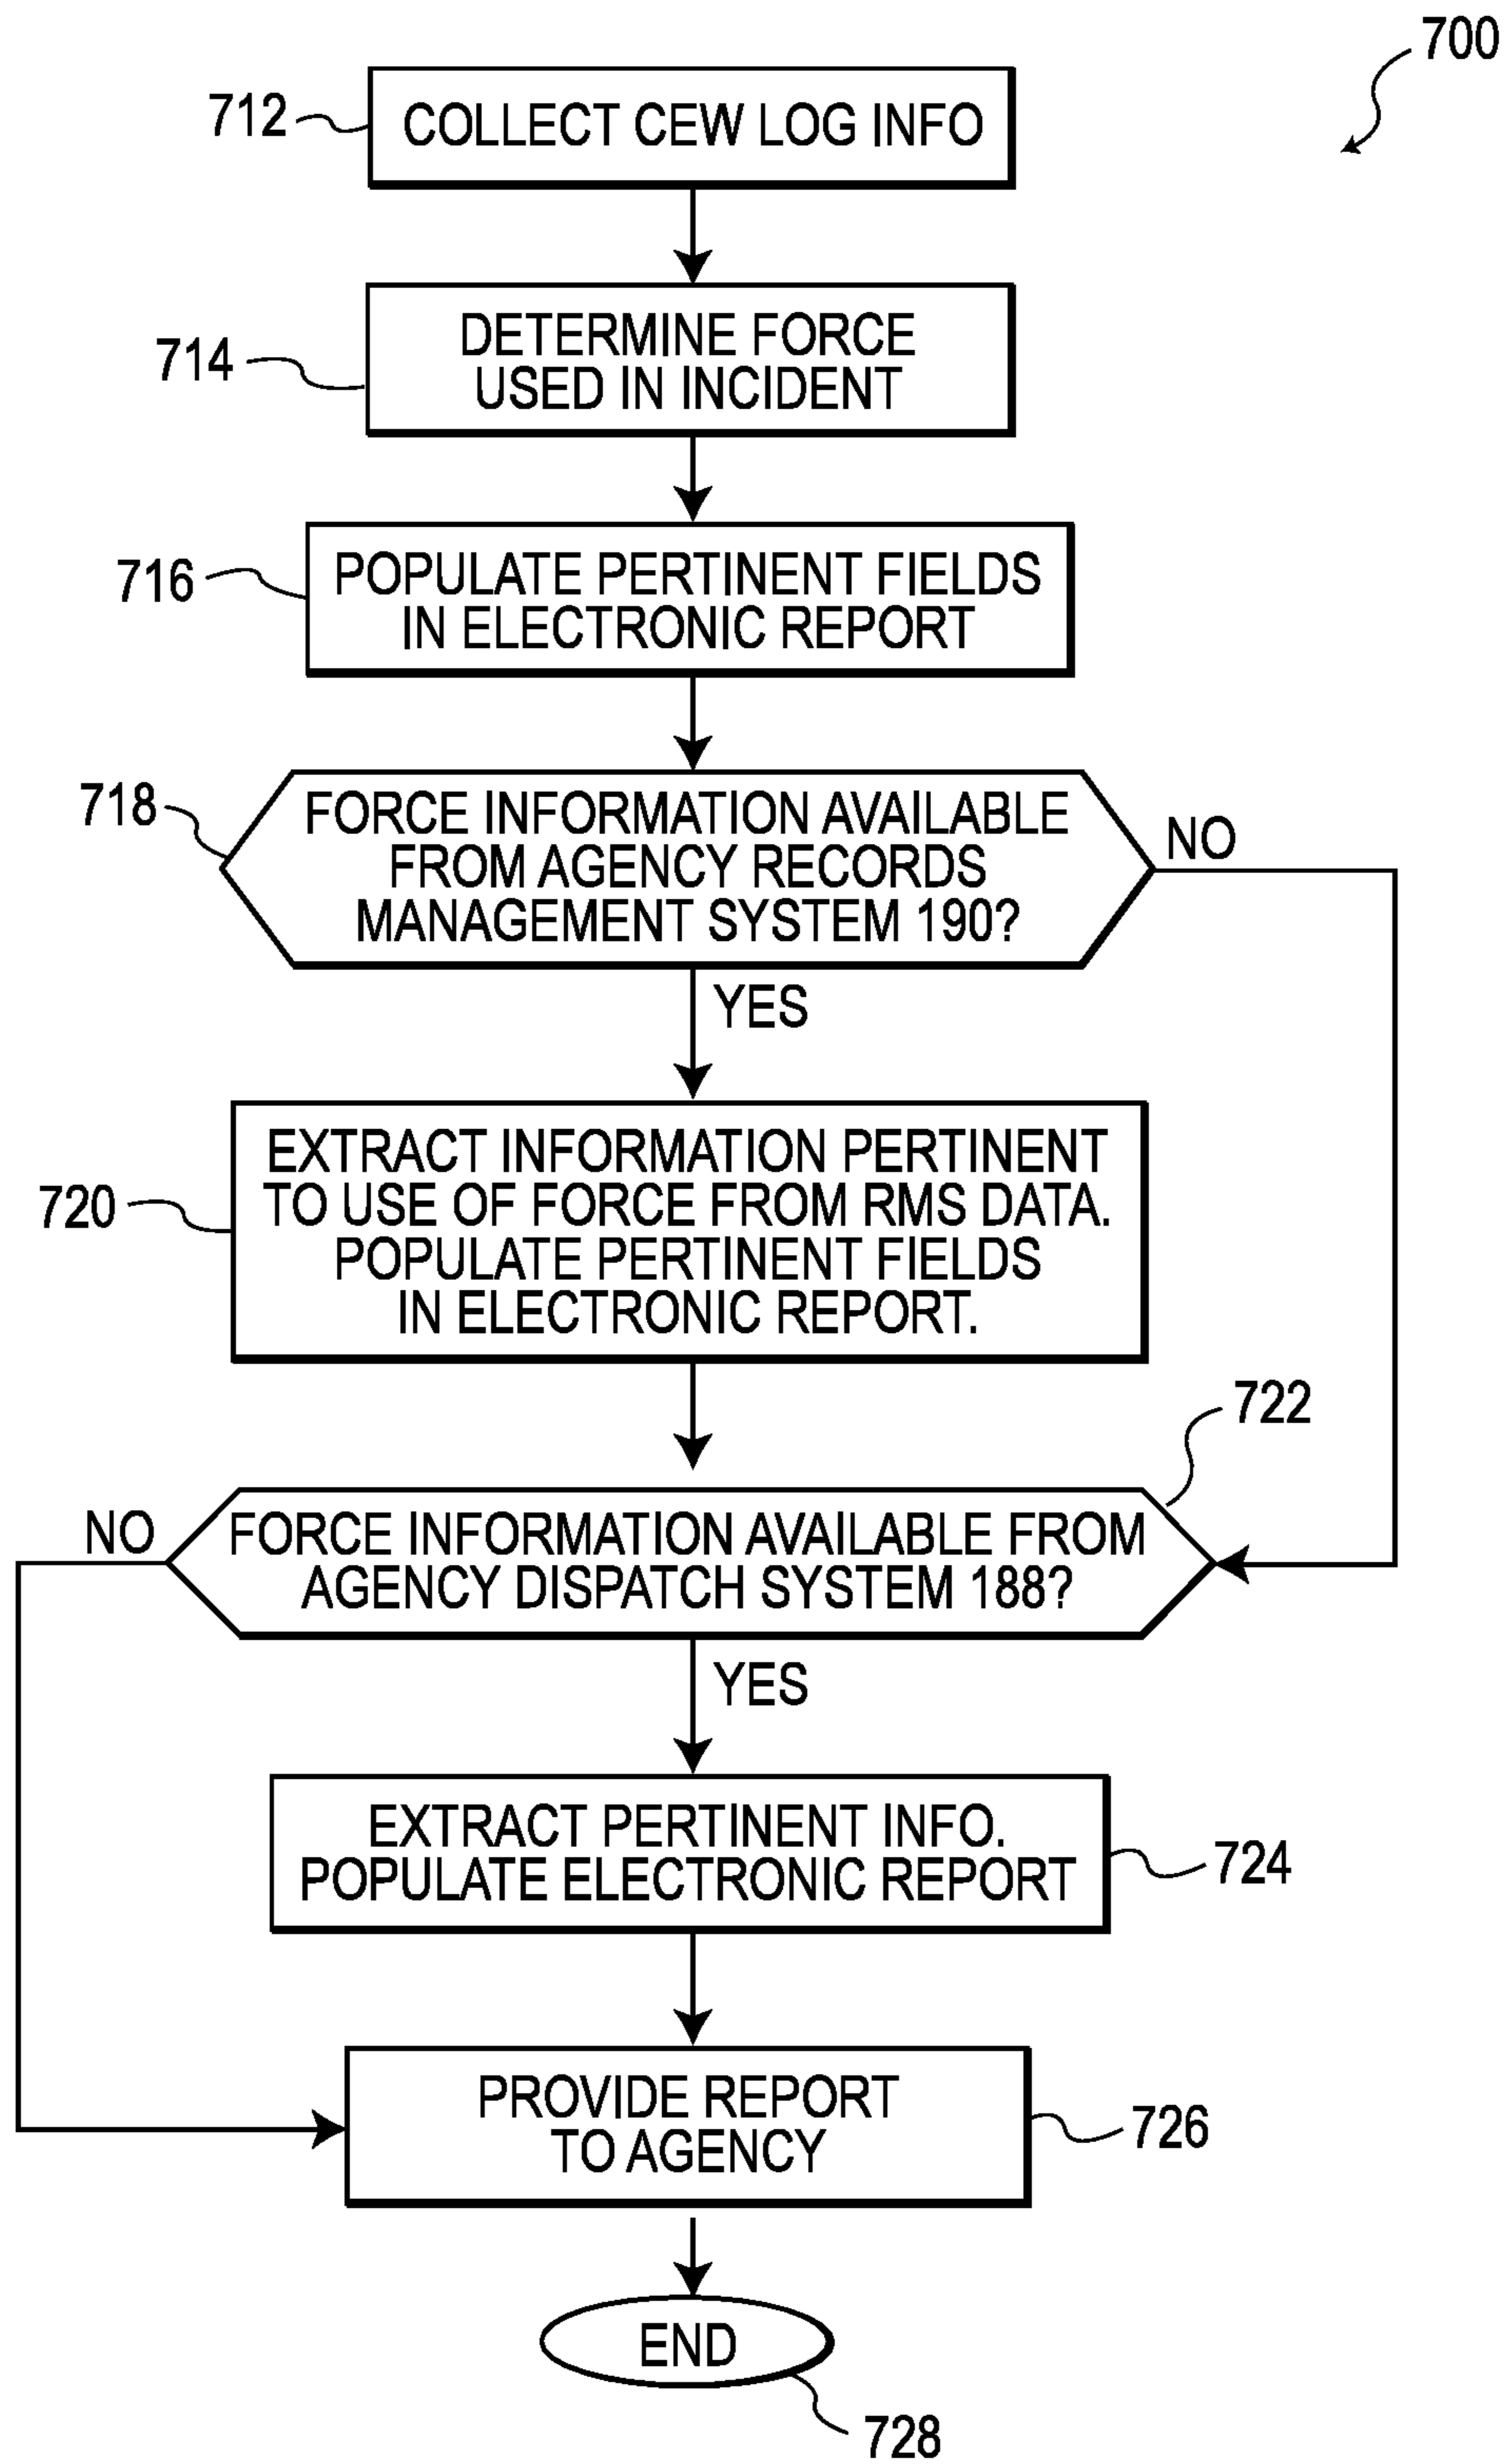 700
712
COLLECT CEW LOG INFO
714
DETERMINE FORCE
USED IN INCIDENT
716
POPULATE PERTINENT FIELDS
IN ELECTRONIC REPORT
718
FORCE INFORMATION AVAILABLE
FROM AGENCY RECORDS
MANAGEMENT SYSTEM 190?
NO
YES
720
EXTRACT INFORMATION PERTINENT
TO USE OF FORCE FROM RMS DATA.
POPULATE PERTINENT FIELDS
IN ELECTRONIC REPORT.
722
NO
FORCE INFORMATION AVAILABLE FROM
AGENCY DISPATCH SYSTEM 188?
YES
EXTRACT PERTINENT INFO.
POPULATE ELECTRONIC REPORT
724
PROVIDE REPORT
TO AGENCY
726
END
728